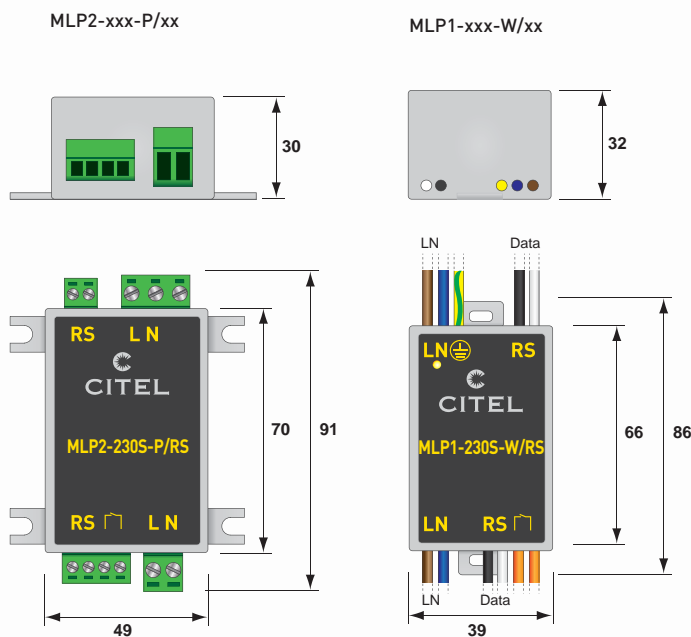 MLP2-xxx-P/xx
MLP1-xxx-W/xx
30
32
LN
Data
RS L N
CITEL
MLP2-230S-P/RS
RS L N
70
91
49
LN RS
CITEL
MLP1-230S-W/RS
LN RS
66
86
LN
Data
39